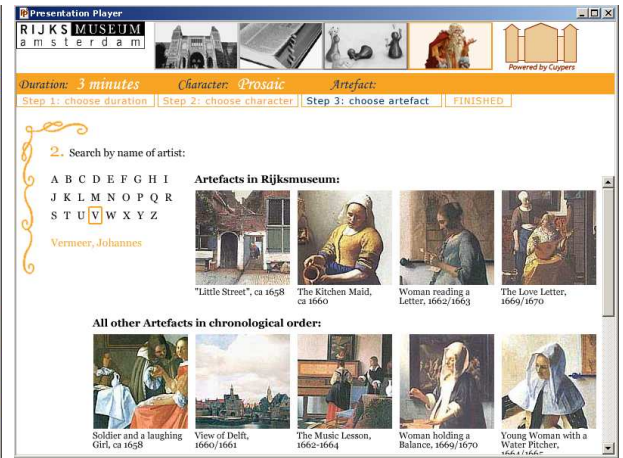 Presentation Player
RIJKS MUSEUM
amsterdam
Powered by Cuypers
Duration: 3 minutes Character: Prosaic Artefact:
Step 1: choose duration Step 2: choose character Step 3: choose artefact FINISHED
2. Search by name of artist:
A B C D E F G H I
J K L M N O P Q R
S T U V W X Y Z
Vermeer, Johannes
Artefacts in Rijksmuseum:
"Little Street", ca 1658
The Kitchen Maid,
ca 1660
Woman reading a
Letter, 1662/1663
The Love Letter,
1669/1670
All other Artefacts in chronological order:
Soldier and a laughing
Girl, ca 1658
View of Delft,
1660/1661
The Music Lesson,
1662-1664
Woman holding a
Balance, 1669/1670
Young Woman with a
Water Pitcher,
1664/1665